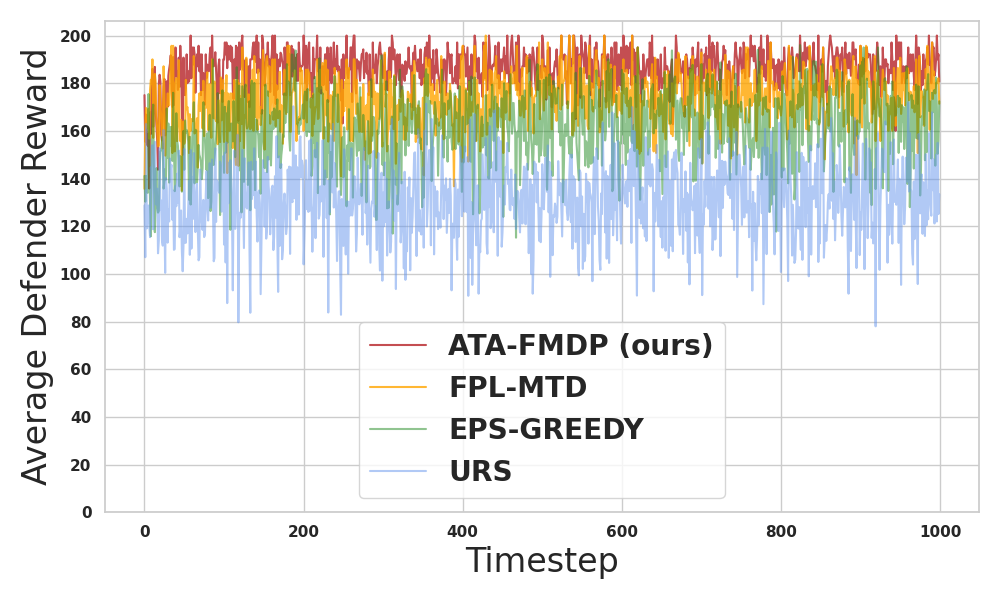 Average Defender Reward
200
180
160
140
120
100
80
60
40
20
0
ATA-FMDP (ours)
FPL-MTD
EPS-GREEDY
URS
0 200 400 600 800 1000
Timestep